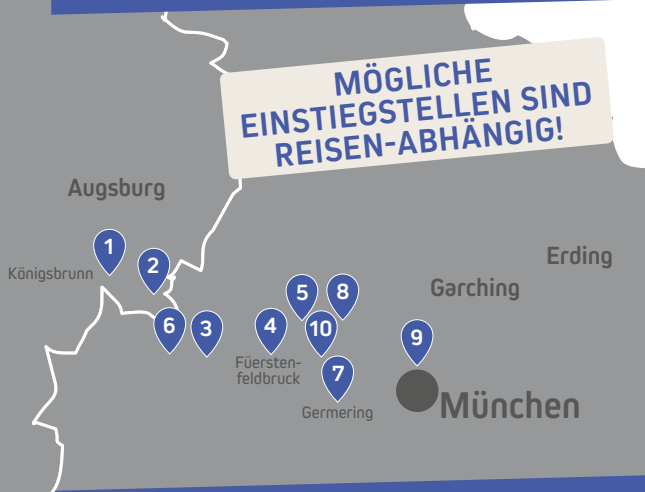 MÖGLICHE
EINSTIEGSTELLEN SIND
REISEN-ABHÄNGIG!
Augsburg
1
Königsbrunn
2
Erding
Garching
5
8
6
3
4
10
9
Füersten-
feldbruck
7
Germering
München